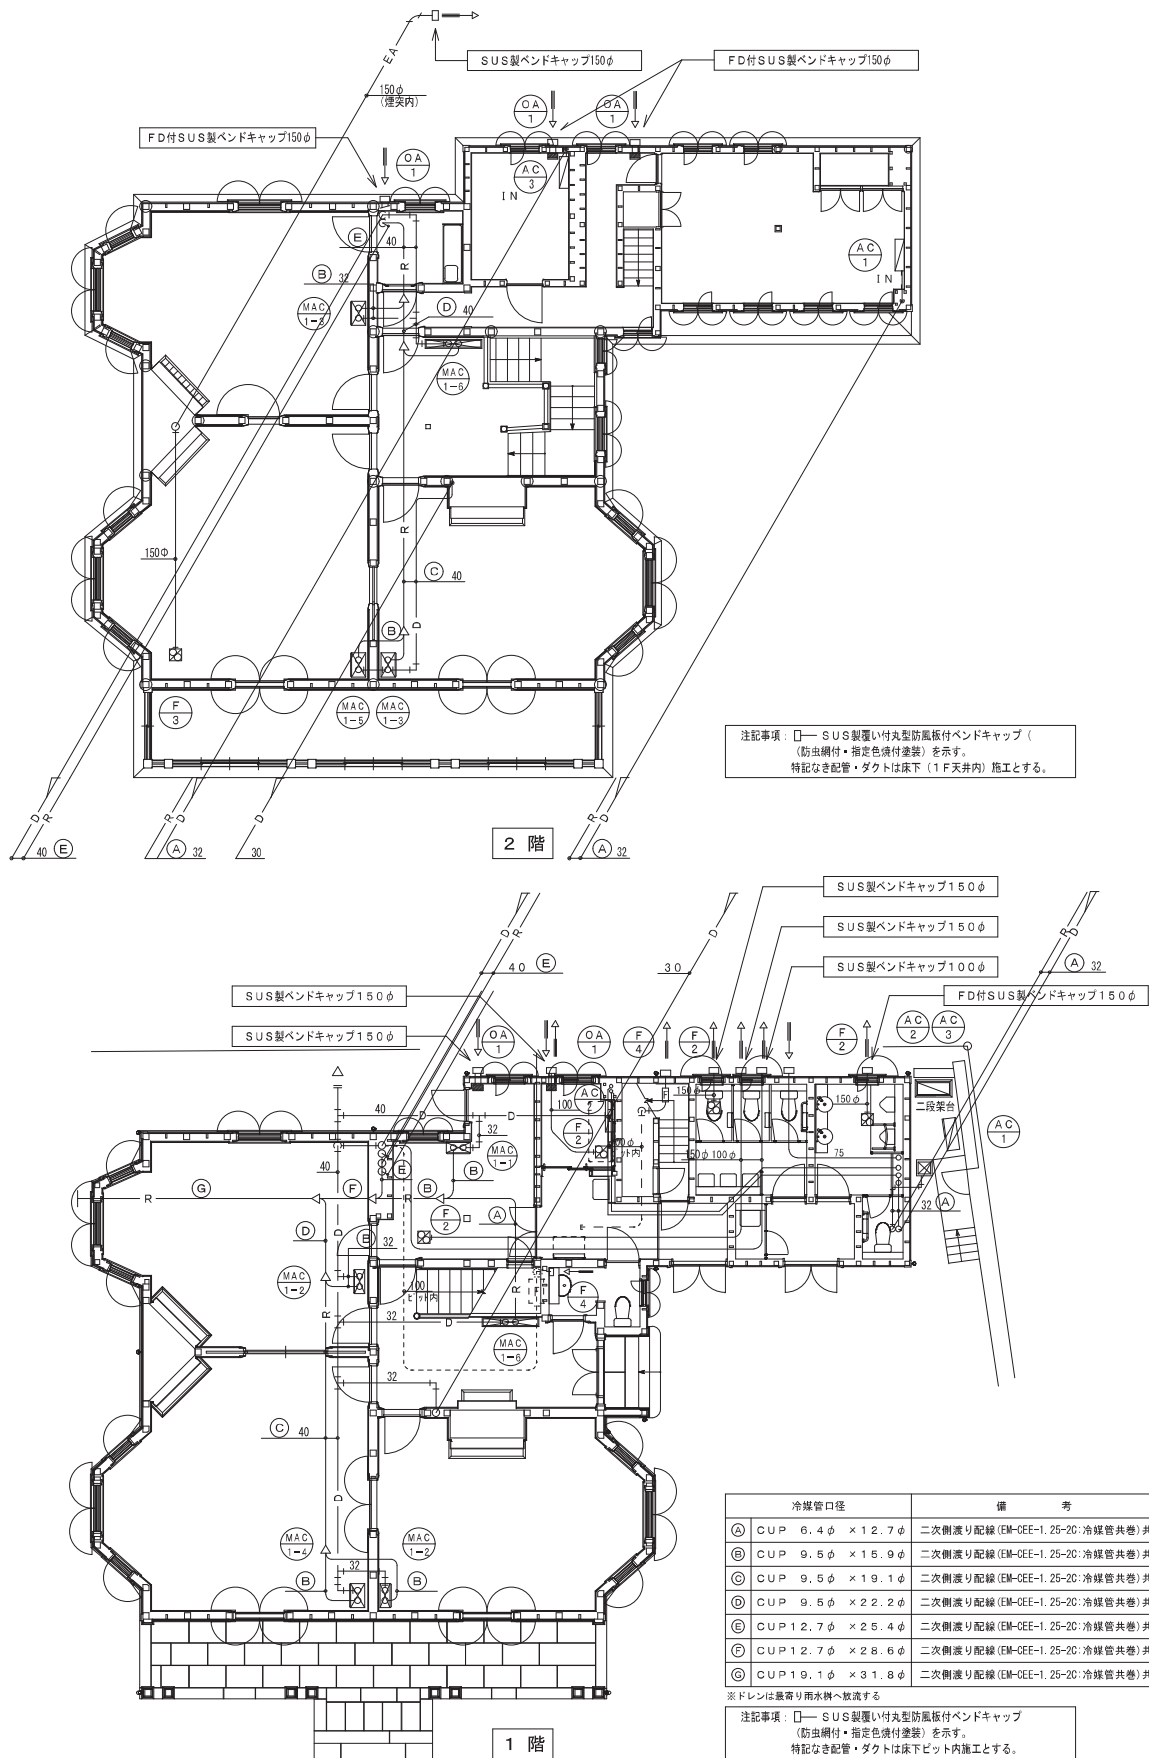 EA
SUS製ベンドキャップ150φ
FD付SUS製ベンドキャップ150φ
150φ
(煙突内)
FD付SUS製ベンドキャップ150φ
OA
1
OA
1
OA
1
AC
3
IN
E
40
R
B
32
MAC
1-3
D
40
AC
1
IN
MAC
1-6
150Φ
R
C
40
B
D
F
3
MAC
1-5
MAC
1-3
注記事項:
SUS製覆い付丸型防風板付ベンドキャップ(
(防虫網付・指定色焼付塗装)を示す。
特記なき配管・ダクトは床下(1F天井内)施工とする。
D
R
40
E
R
D
A
32
D
30
2 階
R
D
A
32
SUS製ベンドキャップ150φ
SUS製ベンドキャップ150φ
SUS製ベンドキャップ100φ
FD付SUS製ベンドキャップ150φ
D
R
40
E
D
30
R
D
A
32
SUS製ベンドキャップ150φ
SUS製ベンドキャップ150φ
OA
1
OA
1
F
4
F
2
F
2
AC
2
AC
3
二段架台
AC
1
40
D
D
32
MAC
1-1
100
AC
F
2
150φ
150φ
150φ
100φ
75
40
E
B
G
R
F
B
R
F
2
A
32
A
D
D
B
32
MAC
1-2
R
100
ピット内
32
D
R
F
4
MAC
1-6
32
C
40
D
MAC
1-4
MAC
1-2
32
B
B
冷媒管口径
備 考
A CUP 6.4φ ×12.7φ 二次側渡り配線(EM-CEE-1.25-2C:冷媒管共巻)共
B CUP 9.5φ ×15.9φ 二次側渡り配線(EM-CEE-1.25-2C:冷媒管共巻)共
C CUP 9.5φ ×19.1φ 二次側渡り配線(EM-CEE-1.25-2C:冷媒管共巻)共
D CUP 9.5φ ×22.2φ 二次側渡り配線(EM-CEE-1.25-2C:冷媒管共巻)共
E CUP12.7φ ×25.4φ 二次側渡り配線(EM-CEE-1.25-2C:冷媒管共巻)共
F CUP12.7φ ×28.6φ 二次側渡り配線(EM-CEE-1.25-2C:冷媒管共巻)共
G CUP19.1φ ×31.8φ 二次側渡り配線(EM-CEE-1.25-2C:冷媒管共巻)共
※ドレンは最寄り雨水桝へ放流する
注記事項:
SUS製覆い付丸型防風板付ベンドキャップ
(防虫網付・指定色焼付塗装)を示す。
特記なき配管・ダクトは床下ピット内施工とする。
1 階